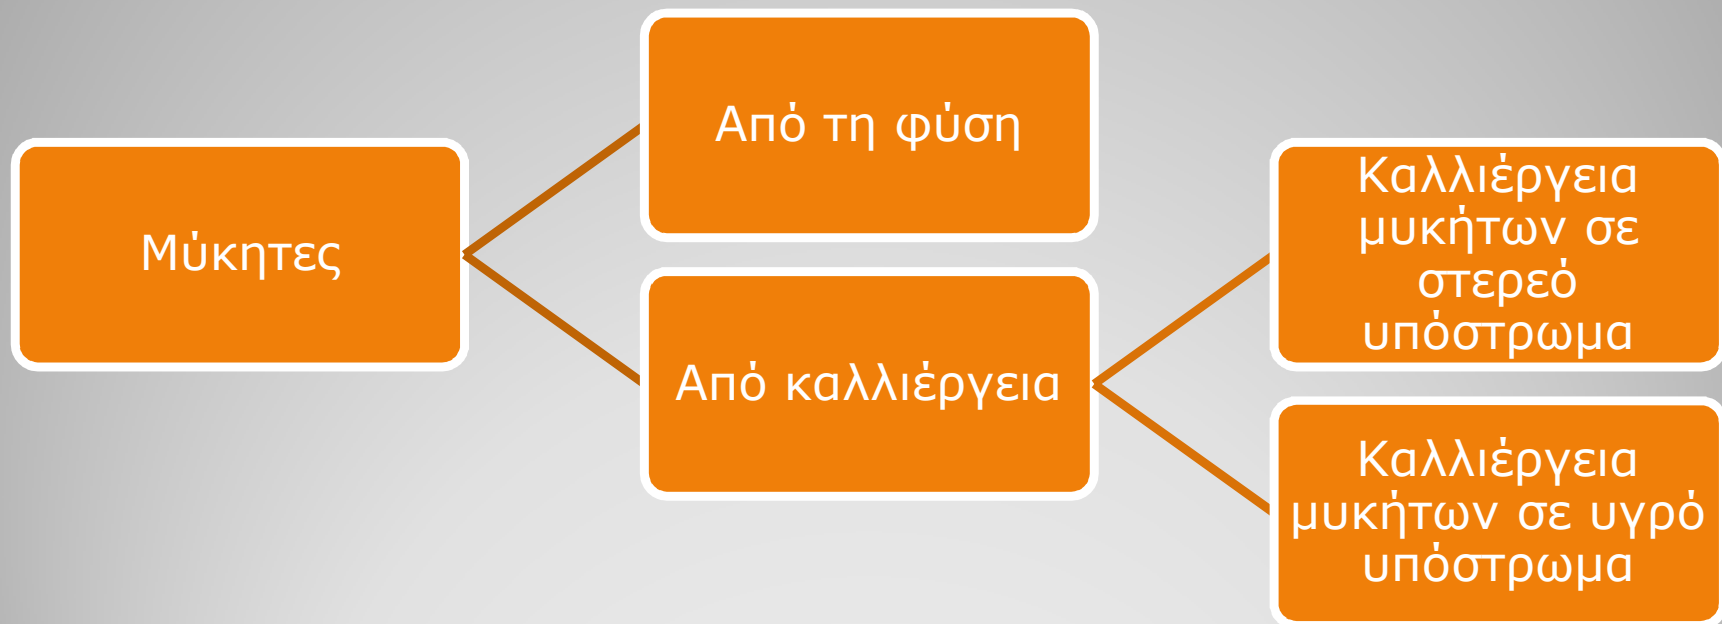 Μύκητες
Από τη φύση
Από καλλιέργεια
Καλλιέργεια
μυκήτων σε
στερεό
υπόστρωμα
Καλλιέργεια
μυκήτων σε υγρό
υπόστρωμα